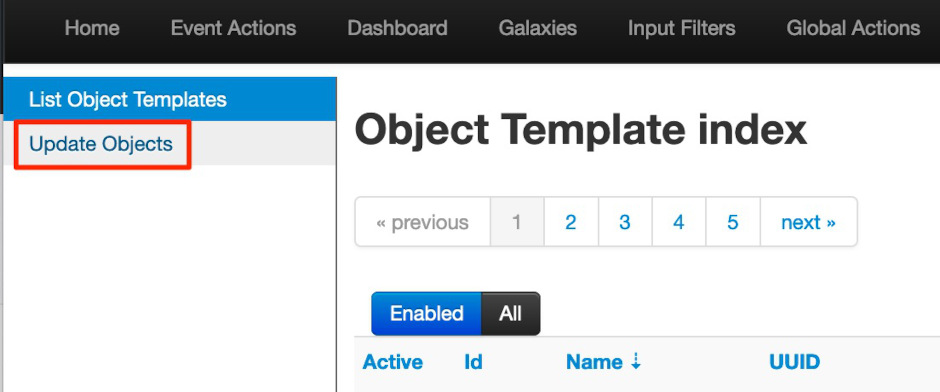 Home Event Actions Dashboard Galaxies Input Filters Global Actions
List Object Templates
Update Objects
Object Template index
« previous 1 2 3 4 5 next »
Enabled All
Active Id Name ⇣ UUID